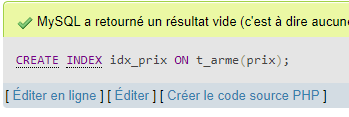 MySQL a retourné un résultat vide (c'est à dire aucune
CREATE INDEX idx_prix ON t_arme(prix);
[ Éditer en ligne ] [ Éditer ] [ Créer le code source PHP ]